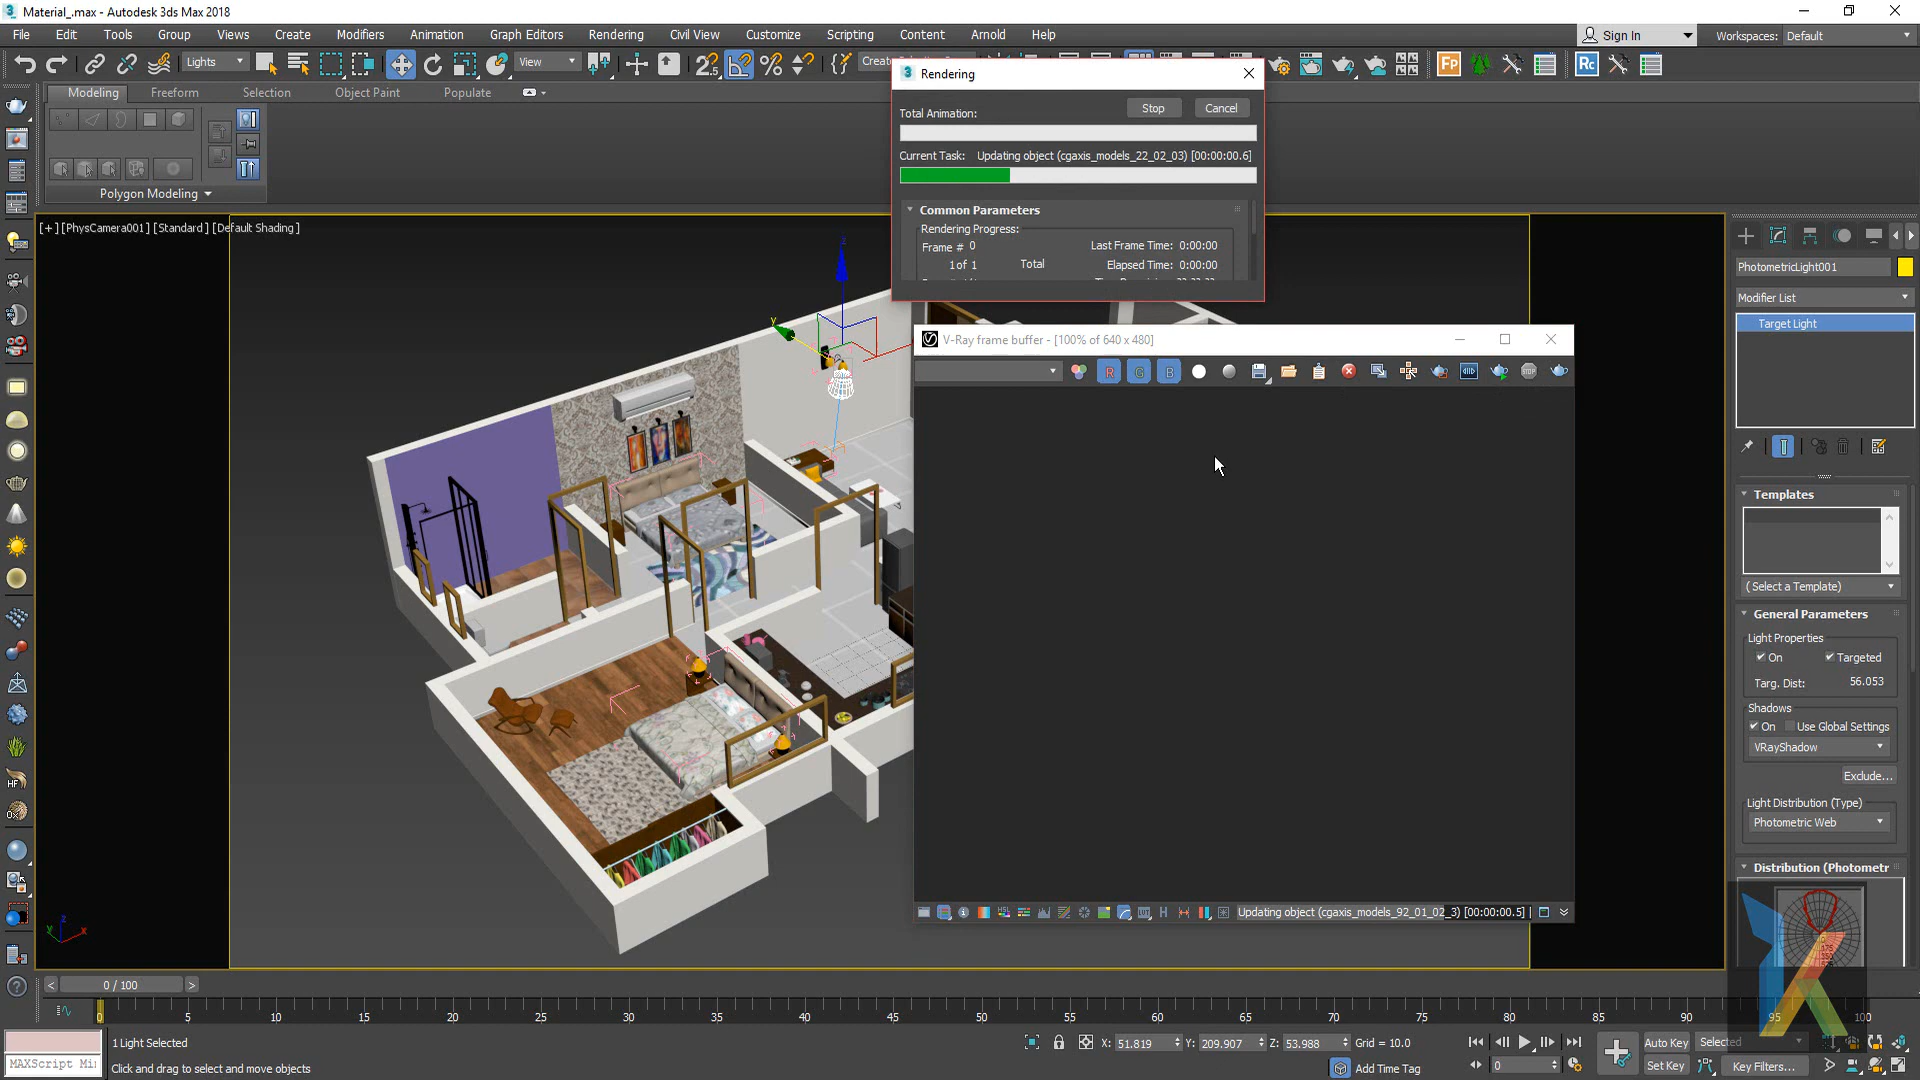 Material_.max - Autodesk 3ds Max 2018
File Edit Tools Group Views Create Modifiers Animation Graph Editors Rendering Civil View Customize Scripting Content Arnold Help
Sign In Workspaces: Default
Lights View
Modeling Freeform Selection Object Paint Populate
Polygon Modeling
[+][PhysCamera001][Standard][Default Shading]
Rendering
Total Animation: Stop Cancel
Current Task: Updating object (cgaxis_models_22_02_03) [00:00:00.6]
Common Parameters
Rendering Progress:
Frame # 0 Last Frame Time: 0:00:00
1 of 1 Total Elapsed Time: 0:00:00
V-Ray frame buffer - [100% of 640 x 480]
R G B
STOP
HSL
H
Updating object (cgaxis_models_92_01_02_3) [00:00:00.5]
PhotometricLight001
Modifier List
Target Light
Templates
(Select a Template)
General Parameters
Light Properties
On Targeted
Targ. Dist: 56.053
Shadows
On Use Global Settings
VRayShadow
Exclude...
Light Distribution (Type)
Photometric Web
Distribution (Photometr
0 / 100
0 5 10 15 20 25 30 35 40 45 50 55 60 65 70 75 80 85 90 95 100
1 Light Selected
X: 51.819 Y: 209.907 Z: 53.988 Grid = 10.0
Auto Key Selected
MAXScript Mi
Click and drag to select and move objects
Add Time Tag
0
Set Key Key Filters...